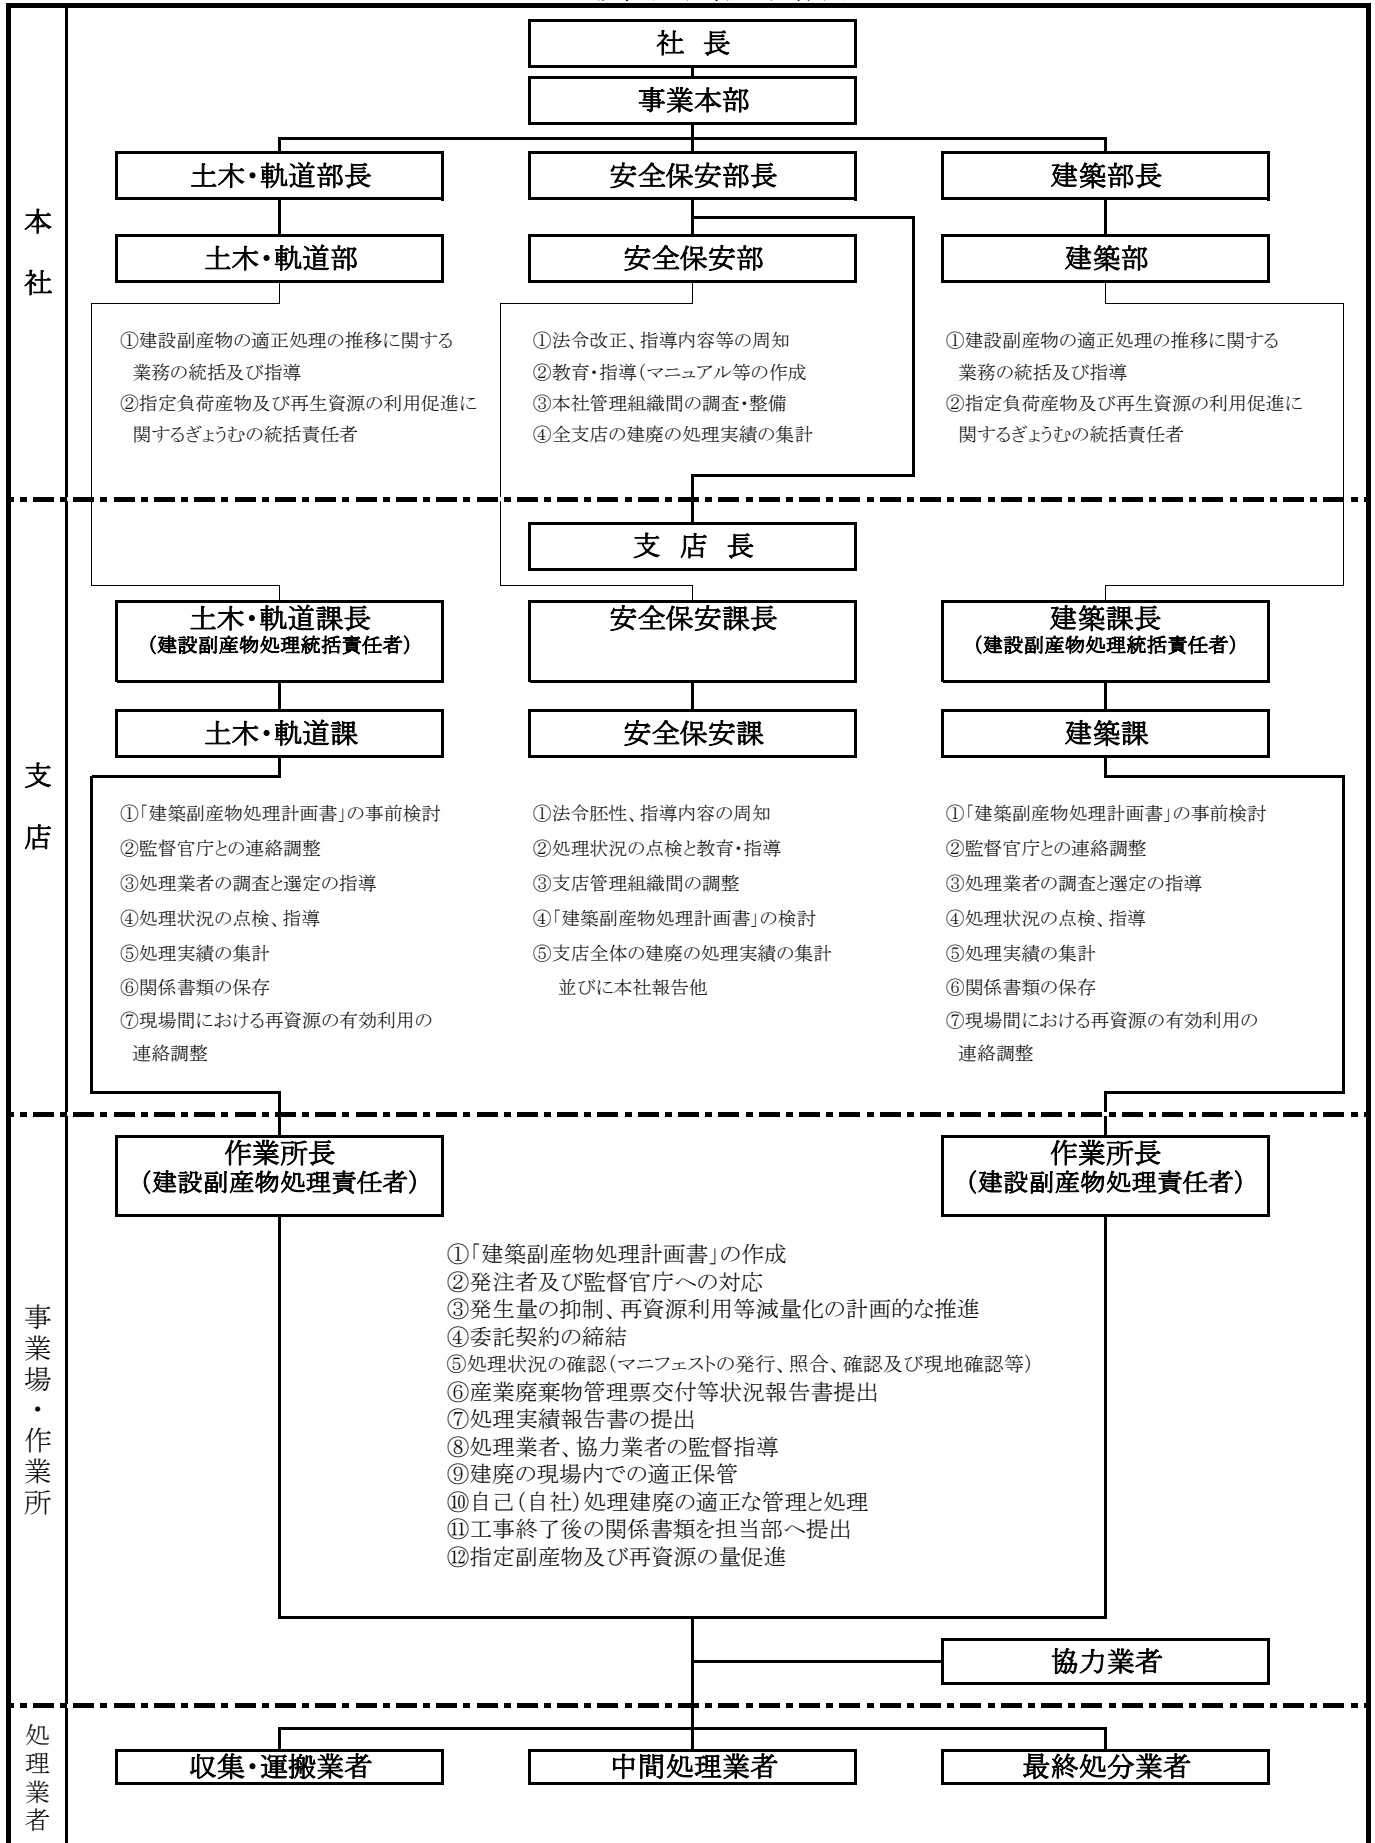 社 長
事業本部
土木・軌道部長
安全保安部長
建築部長
本社
土木・軌道部
安全保安部
建築部
①建設副産物の適正処理の推移に関する
業務の統括及び指導
②指定負荷産物及び再生資源の利用促進に
関するぎょうむの統括責任者
①法令改正、指導内容等の周知
②教育・指導（マニュアル等の作成
③本社管理組織間の調査・整備
④全支店の建廃の処理実績の集計
①建設副産物の適正処理の推移に関する
業務の統括及び指導
②指定負荷産物及び再生資源の利用促進に
関するぎょうむの統括責任者
支 店 長
土木・軌道課長
（建設副産物処理統括責任者）
安全保安課長
建築課長
（建設副産物処理統括責任者）
支店
土木・軌道課
安全保安課
建築課
①「建築副産物処理計画書」の事前検討
②監督官庁との連絡調整
③処理業者の調査と選定の指導
④処理状況の点検、指導
⑤処理実績の集計
⑥関係書類の保存
⑦現場間における再資源の有効利用の
連絡調整
①法令胚性、指導内容の周知
②処理状況の点検と教育・指導
③支店管理組織間の調整
④「建築副産物処理計画書」の検討
⑤支店全体の建廃の処理実績の集計
並びに本社報告他
①「建築副産物処理計画書」の事前検討
②監督官庁との連絡調整
③処理業者の調査と選定の指導
④処理状況の点検、指導
⑤処理実績の集計
⑥関係書類の保存
⑦現場間における再資源の有効利用の
連絡調整
作業所長
（建設副産物処理責任者）
作業所長
（建設副産物処理責任者）
事業場・作業所
①「建築副産物処理計画書」の作成
②発注者及び監督官庁への対応
③発生量の抑制、再資源利用等減量化の計画的な推進
④委託契約の締結
⑤処理状況の確認（マニフェストの発行、照合、確認及び現地確認等）
⑥産業廃棄物管理票交付等状況報告書提出
⑦処理実績報告書の提出
⑧処理業者、協力業者の監督指導
⑨建廃の現場内での適正保管
⑩自己（自社）処理建廃の適正な管理と処理
⑪工事終了後の関係書類を担当部へ提出
⑫指定副産物及び再資源の量促進
協力業者
処理業者
収集・運搬業者
中間処理業者
最終処分業者